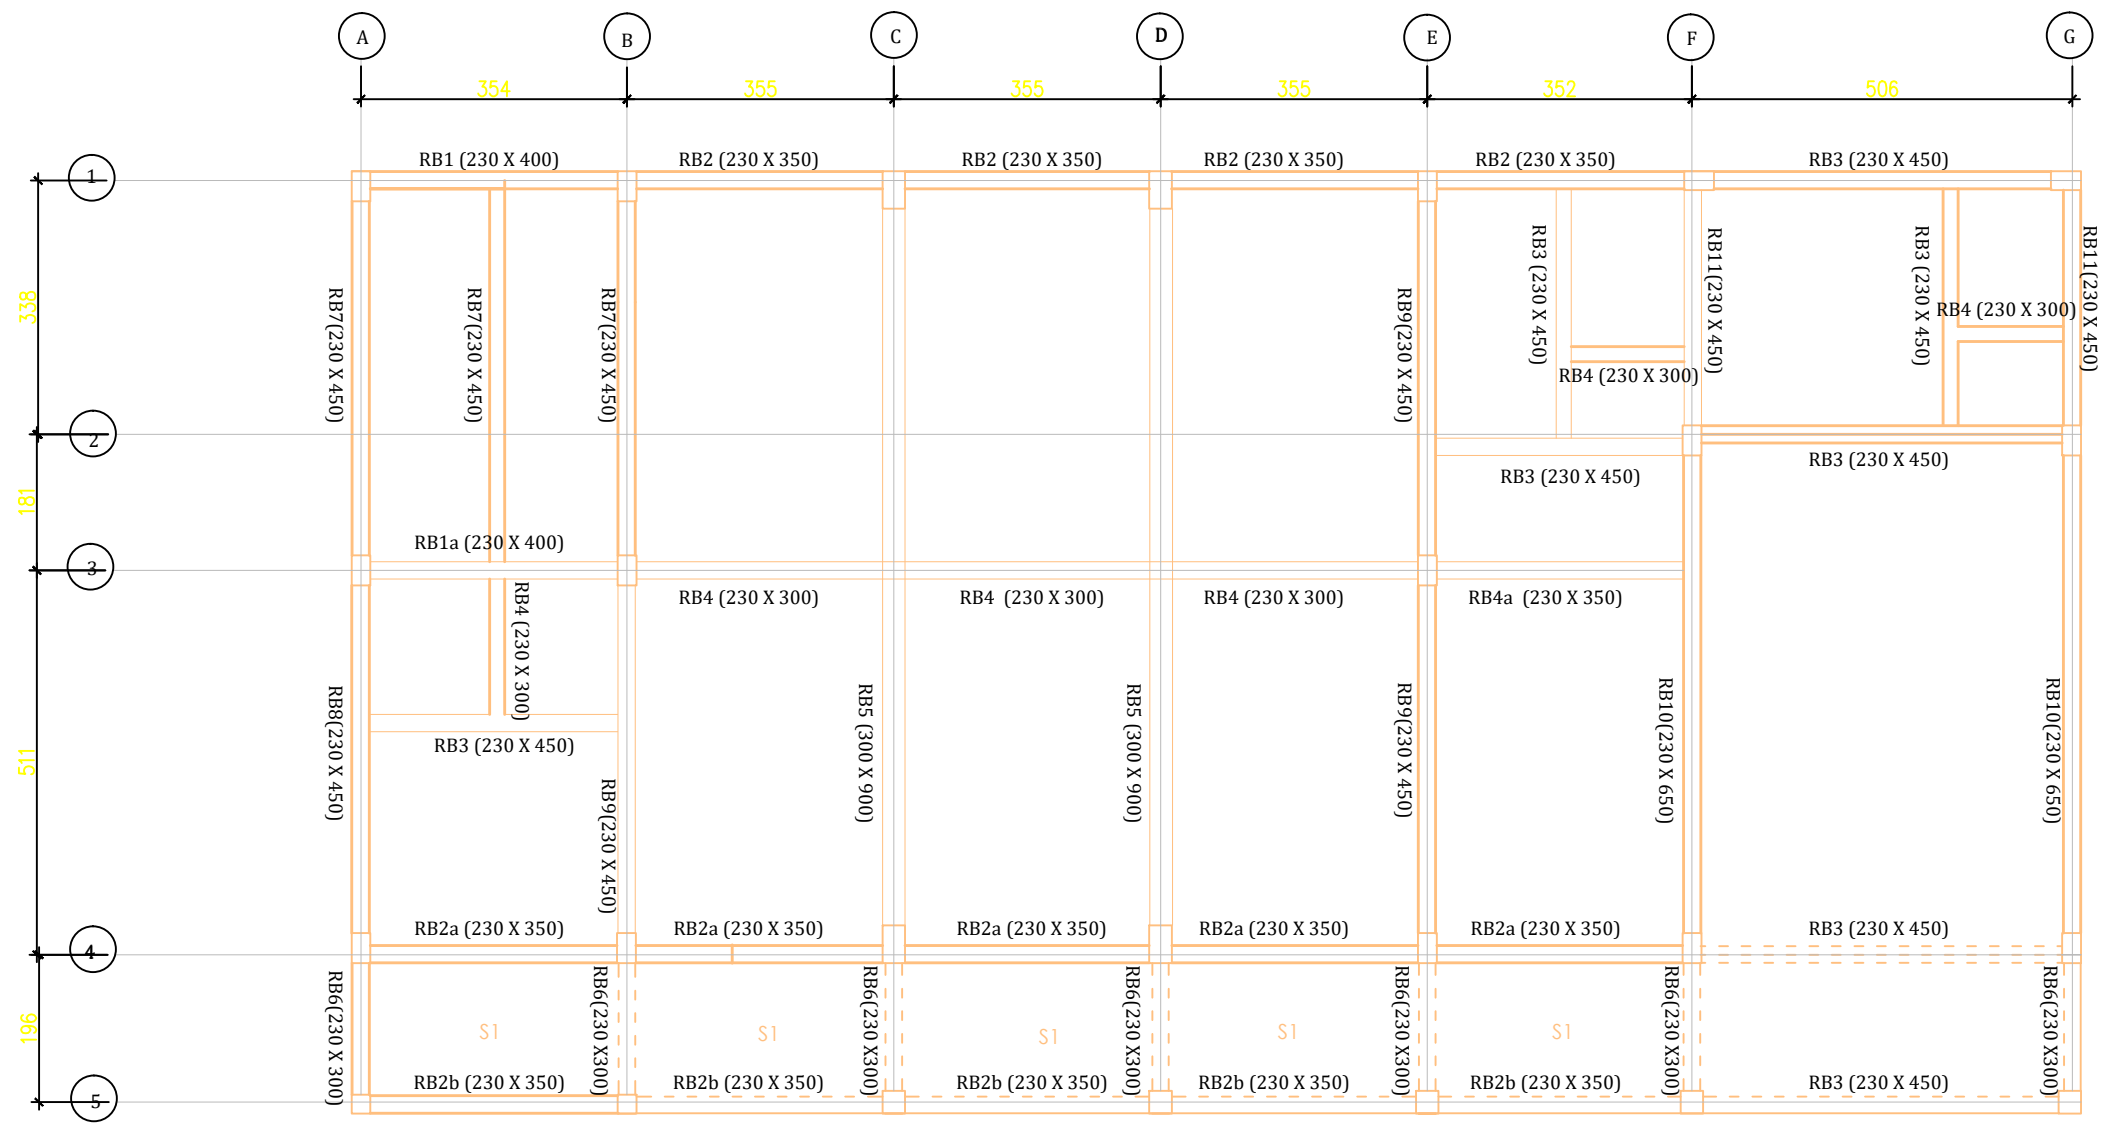 A
B
C
D
E
F
G
354
355
355
355
352
506
RB1 (230 X 400)
RB2 (230 X 350)
RB2 (230 X 350)
RB2 (230 X 350)
RB2 (230 X 350)
RB3 (230 X 450)
1
338
RB7(230 X 450)
RB7(230 X 450)
RB7(230 X 450)
RB9(230 X 450)
RB3 (230 X 450)
RB11(230 X 450)
RB3 (230 X 450)
RB11(230 X 450)
RB4 (230 X 300)
RB4 (230 X 300)
2
RB3 (230 X 450)
RB3 (230 X 450)
181
RB1a (230 X 400)
3
RB4 (230 X 300)
RB4 (230 X 300)
RB4 (230 X 300)
RB4 (230 X 300)
RB4a (230 X 350)
511
RB3 (230 X 450)
RB8(230 X 450)
RB9(230 X 450)
RB5 (300 X 900)
RB5 (300 X 900)
RB9(230 X 450)
RB10(230 X 650)
RB10(230 X 650)
RB2a (230 X 350)
RB2a (230 X 350)
RB2a (230 X 350)
RB2a (230 X 350)
RB2a (230 X 350)
RB3 (230 X 450)
4
196
RB6(230 X 300)
RB6(230 X300)
RB6(230 X300)
RB6(230 X300)
RB6(230 X300)
RB6(230 X300)
RB6(230 X300)
S1
S1
S1
S1
S1
RB2b (230 X 350)
RB2b (230 X 350)
RB2b (230 X 350)
RB2b (230 X 350)
RB2b (230 X 350)
RB3 (230 X 450)
5